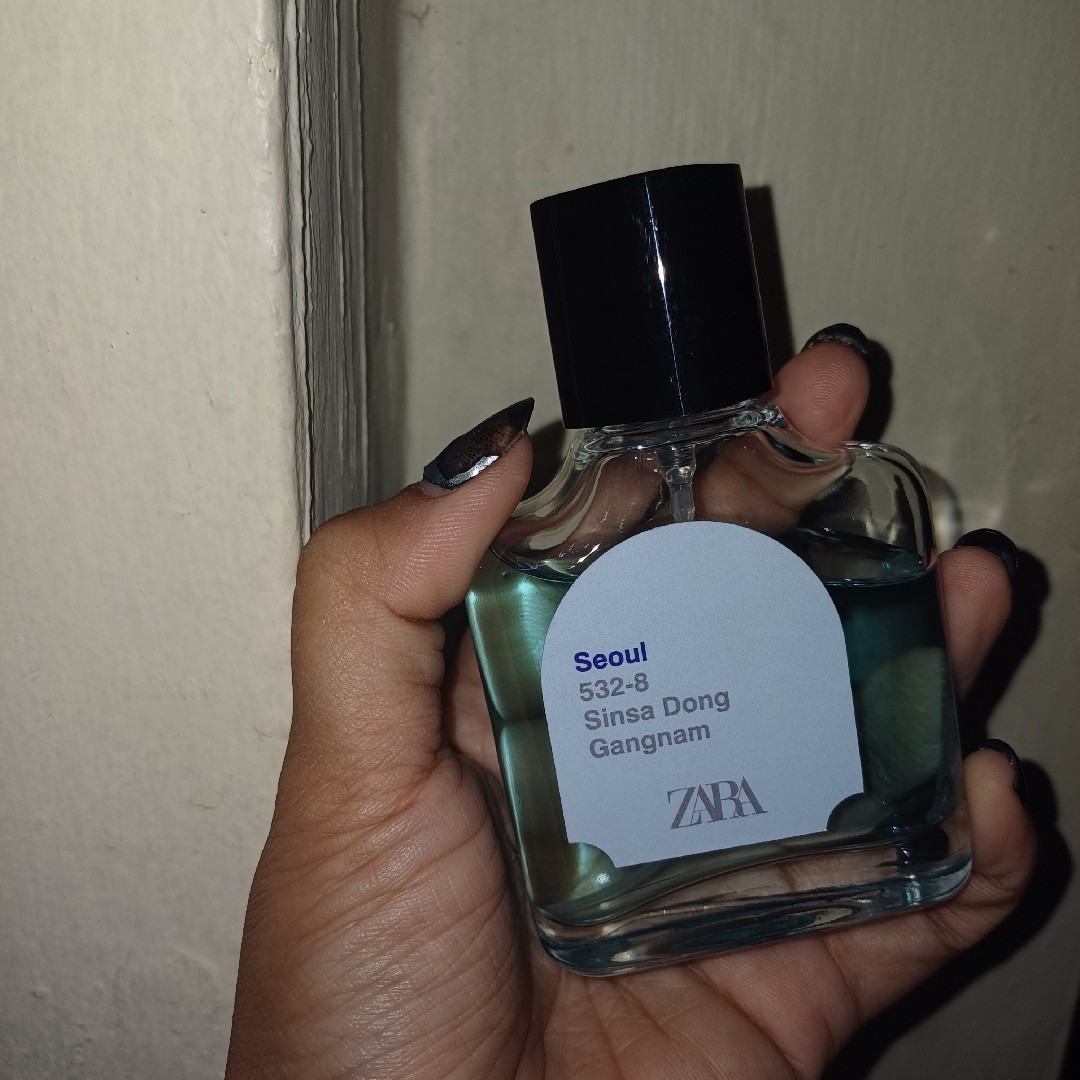 Seoul
532-8
Sinsa Dong
Gangnam
ZARA